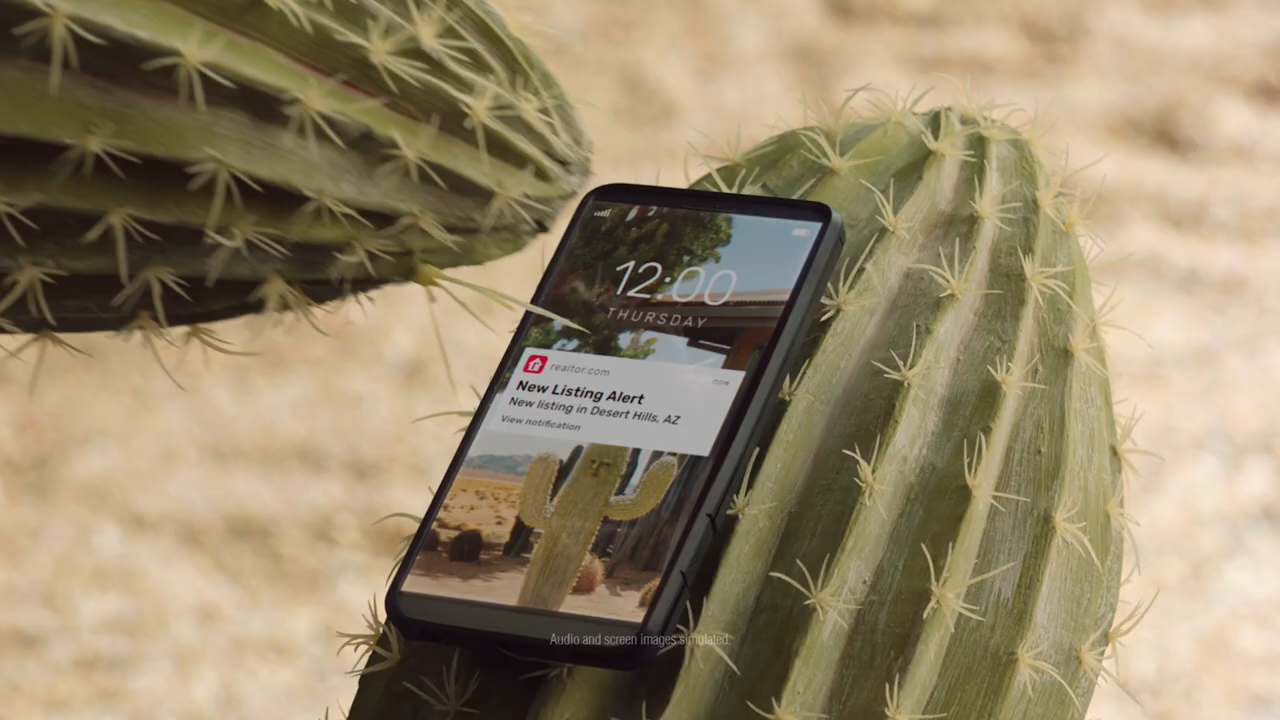 12:00
THURSDAY
realtor.com
now
New Listing Alert
New listing in Desert Hills, AZ
View notification
Audio and screen images simulated.